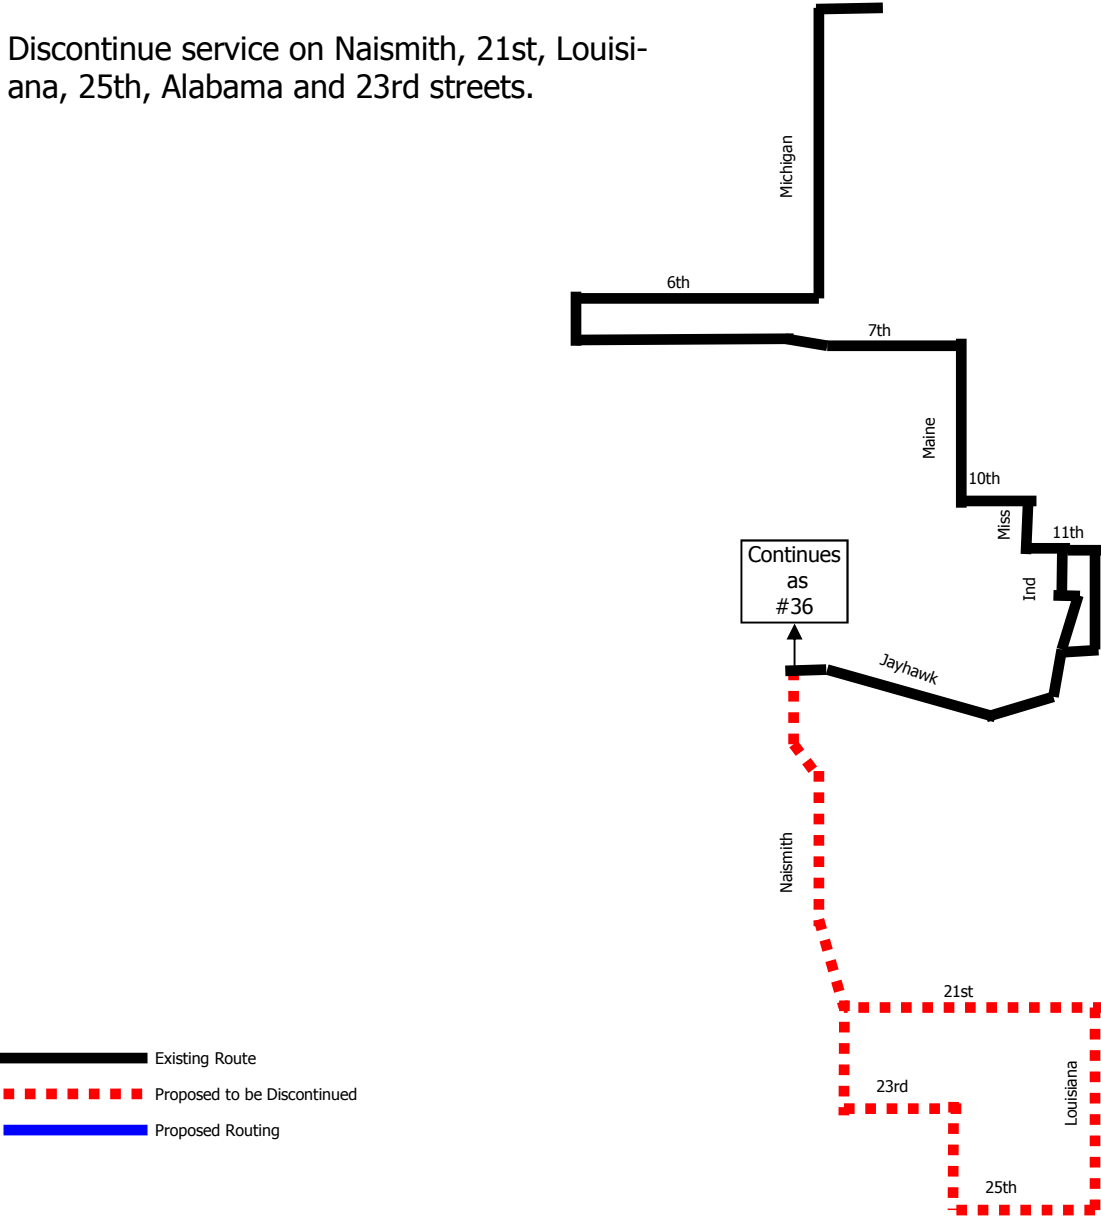 Discontinue service on Naismith, 21st, Louisi-
ana, 25th, Alabama and 23rd streets.
Michigan
6th
7th
Maine
10th
Miss
11th
Ind
Continues
as
#36
Jayhawk
Naismith
21st
Louisiana
23rd
25th
Existing Route
Proposed to be Discontinued
Proposed Routing